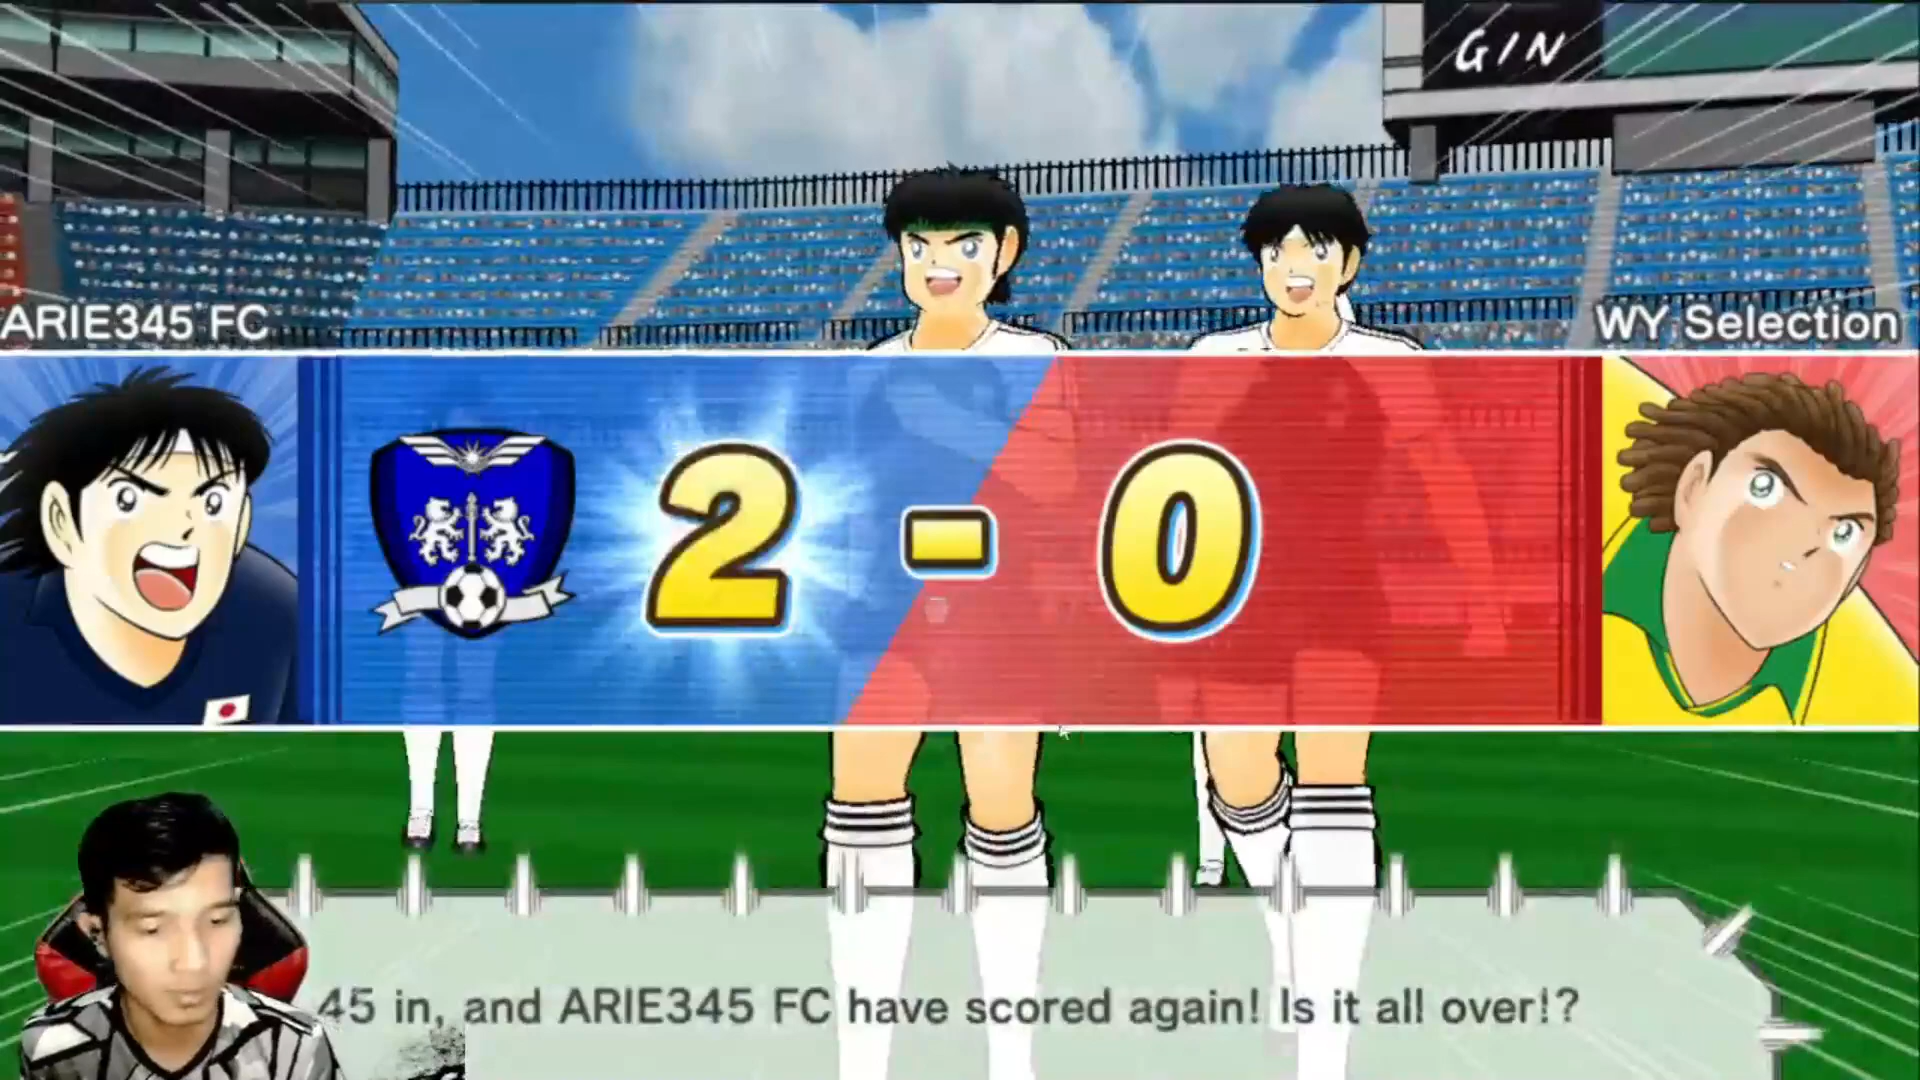 GIN
ARIE345 FC
WY Selection
2 - 0
45 in, and ARIE345 FC have scored again! Is it all over!?